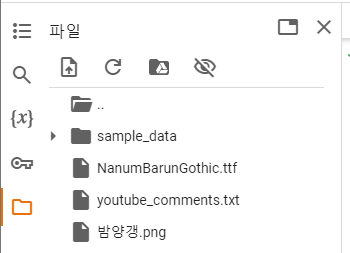 파일
{x}
..
sample_data
NanumBarunGothic.ttf
youtube_comments.txt
밤양갱.png